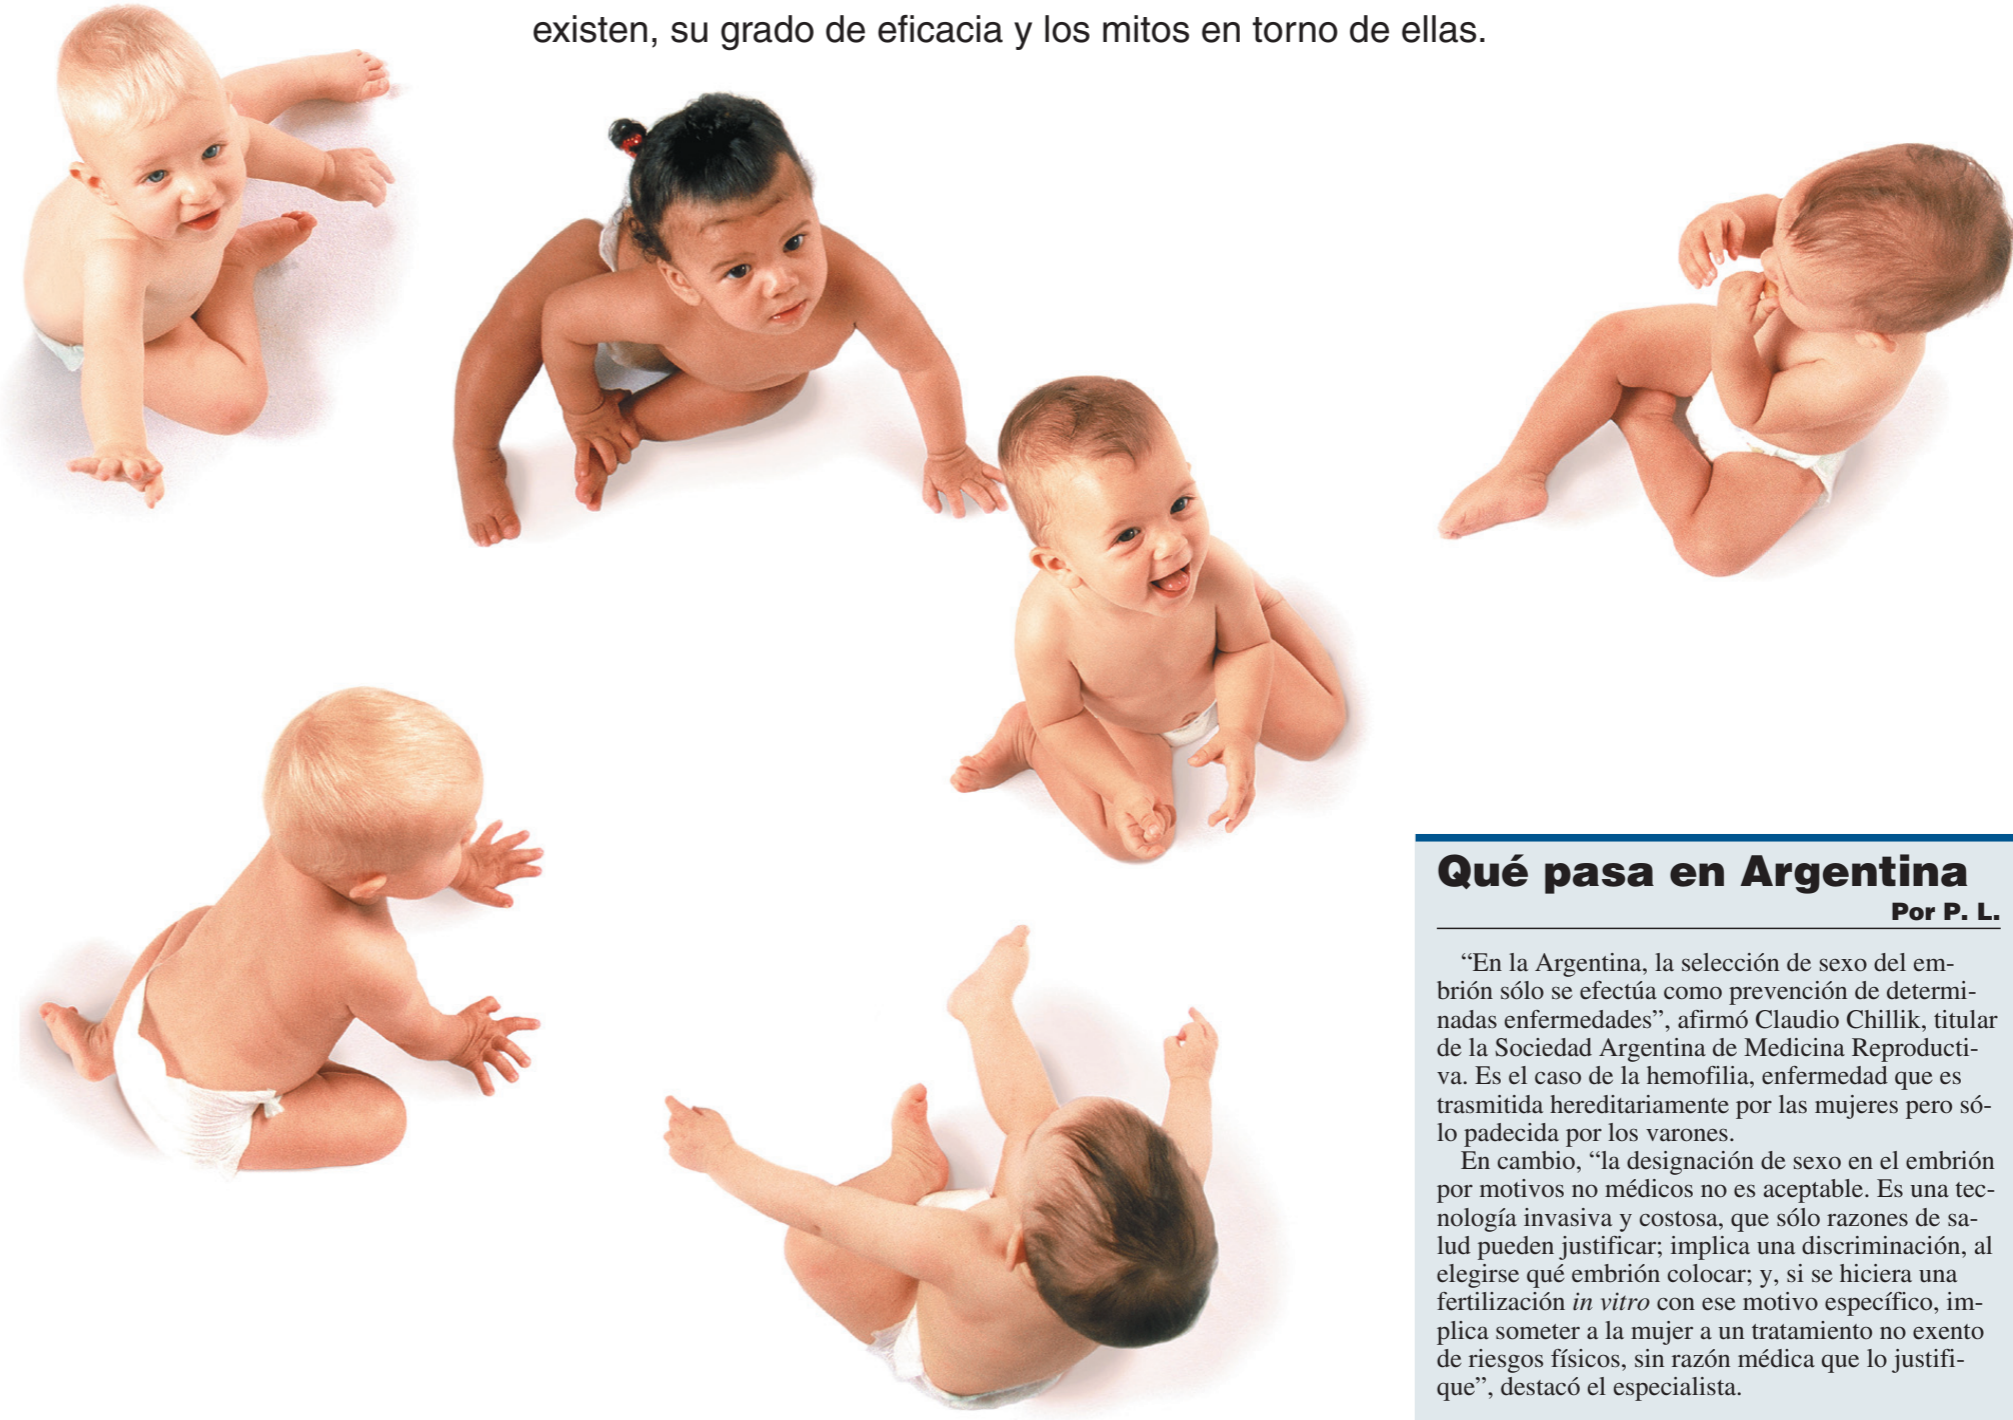 existen, su grado de eficacia y los mitos en torno de ellas.
Qué pasa en Argentina
Por P. L.
“En la Argentina, la selección de sexo del em-
brión sólo se efectúa como prevención de determi-
nadas enfermedades”, afirmó Claudio Chillik, titular
de la Sociedad Argentina de Medicina Reproducti-
va. Es el caso de la hemofilia, enfermedad que es
trasmitida hereditariamente por las mujeres pero só-
lo padecida por los varones.
En cambio, “la designación de sexo en el embrión
por motivos no médicos no es aceptable. Es una tec-
nología invasiva y costosa, que sólo razones de sa-
lud pueden justificar; implica una discriminación, al
elegirse qué embrión colocar; y, si se hiciera una
fertilización in vitro con ese motivo específico, im-
plica someter a la mujer a un tratamiento no exento
de riesgos físicos, sin razón médica que lo justifi-
que”, destacó el especialista.